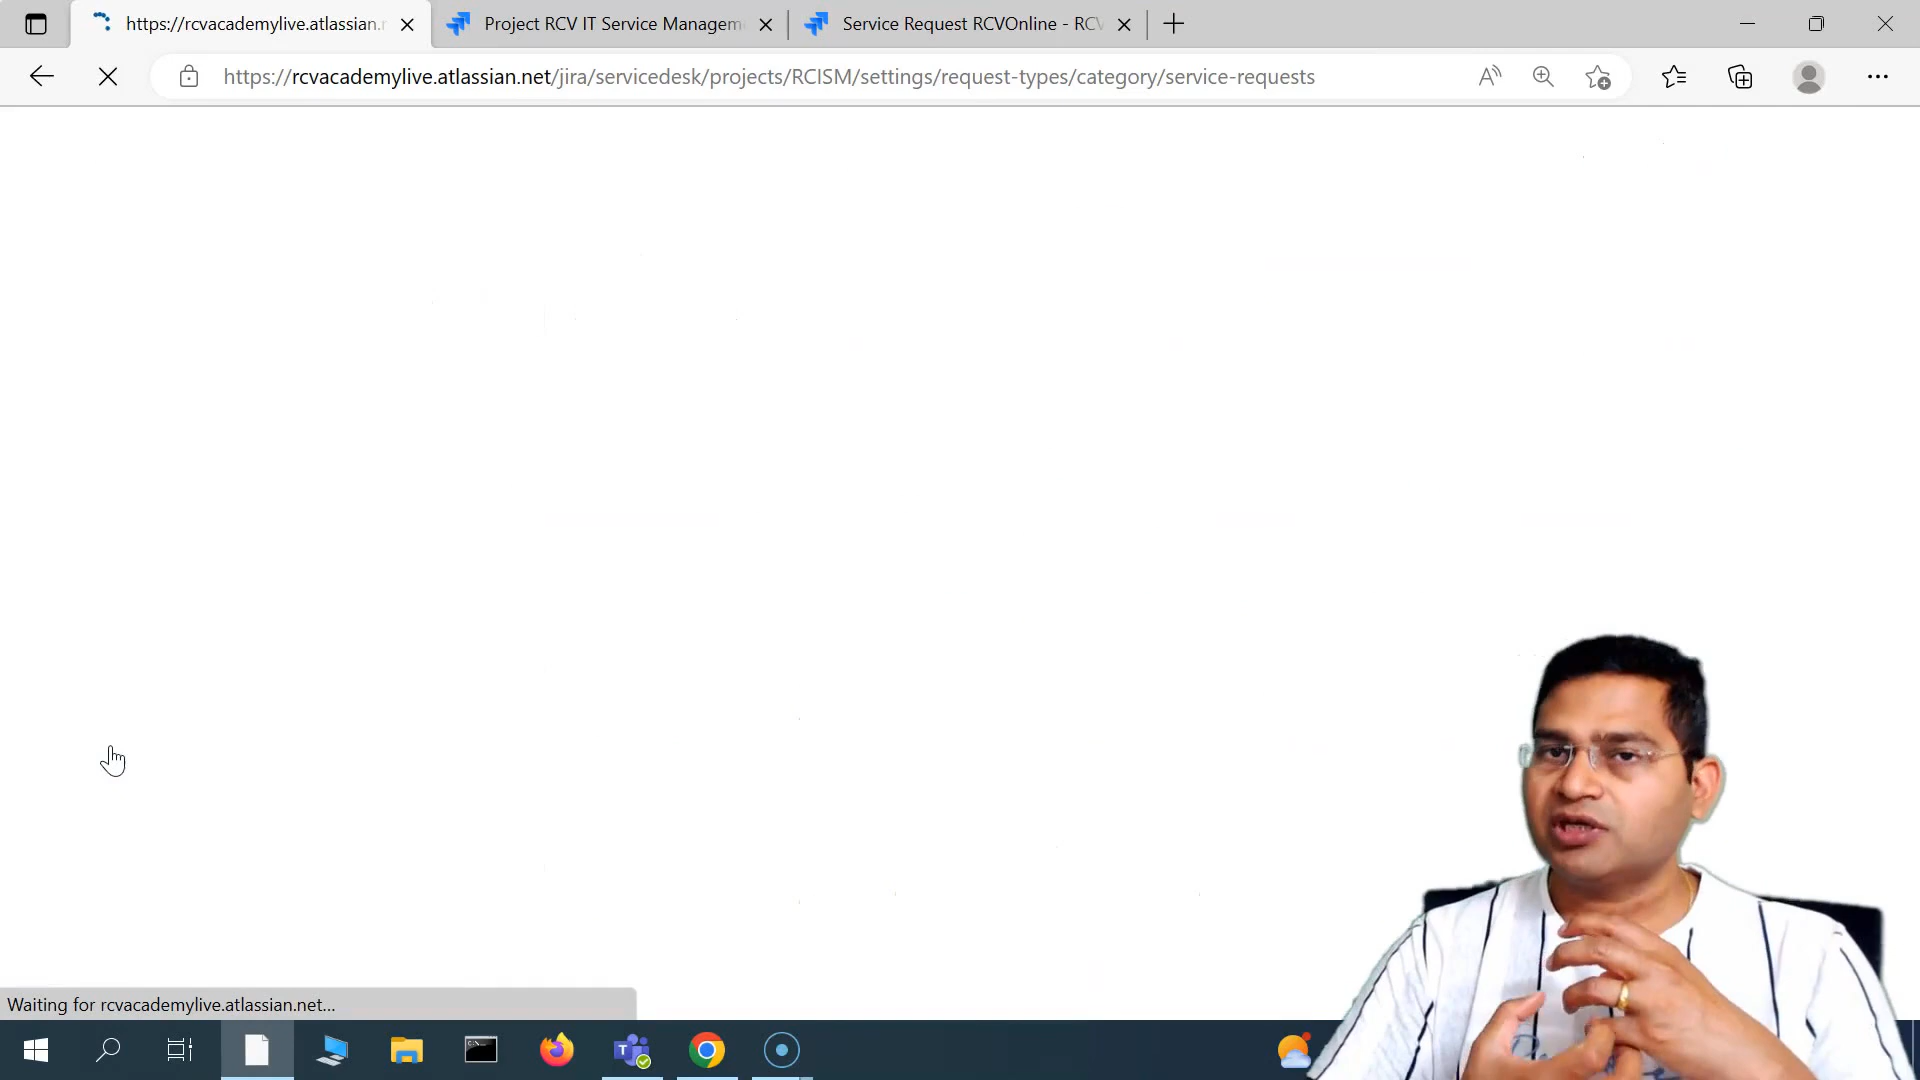 https://rcvacademylive.atlassian.r
Project RCV IT Service Managem
Service Request RCVOnline - RCV
https://rcvacademylive.atlassian.net/jira/servicedesk/projects/RCISM/settings/request-types/category/service-requests
Waiting for rcvacademylive.atlassian.net...